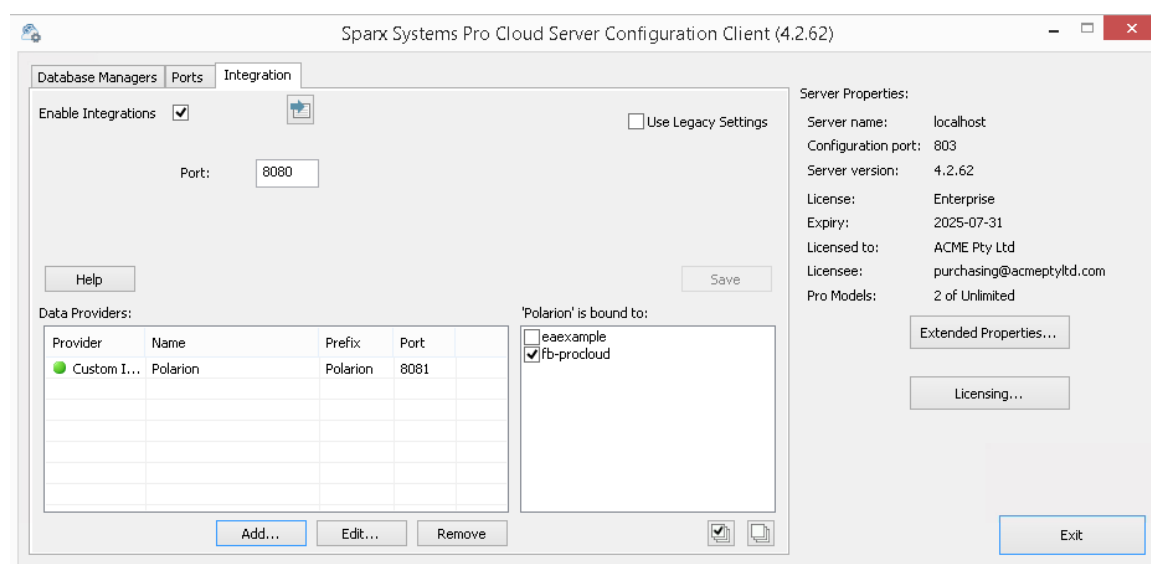 Sparx Systems Pro Cloud Server Configuration Client (4.2.62)
Database Managers Ports Integration
Enable Integrations
Use Legacy Settings
Port: 8080
Help
Save
Data Providers:
Provider Name Prefix Port
Custom I... Polarion Polarion 8081
Add... Edit... Remove
'Polarion' is bound to:
eaexample
fb-procloud
Server Properties:
Server name: localhost
Configuration port: 803
Server version: 4.2.62
License: Enterprise
Expiry: 2025-07-31
Licensed to: ACME Pty Ltd
Licensee: purchasing@acmeptyltd.com
Pro Models: 2 of Unlimited
Extended Properties...
Licensing...
Exit